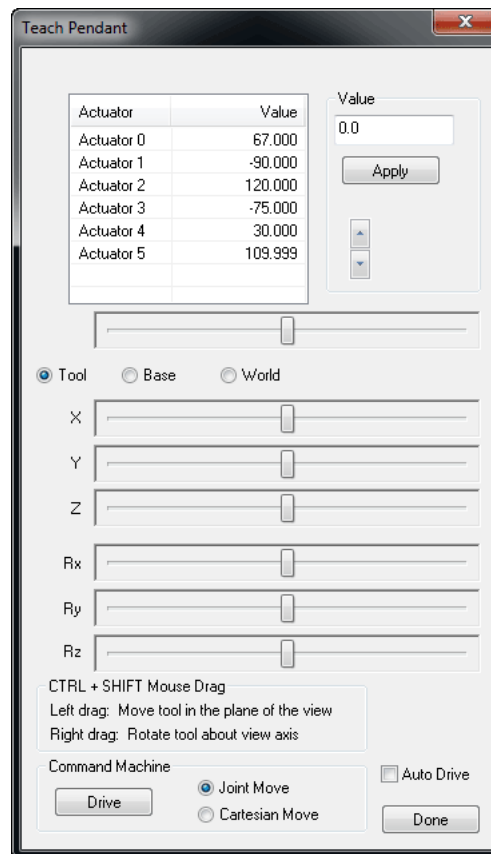 Teach Pendant
Actuator Value
Actuator 0 67.000
Actuator 1 -90.000
Actuator 2 120.000
Actuator 3 -75.000
Actuator 4 30.000
Actuator 5 109.999
Value
0.0
Apply
Tool Base World
X
Y
Z
Rx
Ry
Rz
CTRL + SHIFT Mouse Drag
Left drag: Move tool in the plane of the view
Right drag: Rotate tool about view axis
Command Machine
Drive
Joint Move
Cartesian Move
Auto Drive
Done